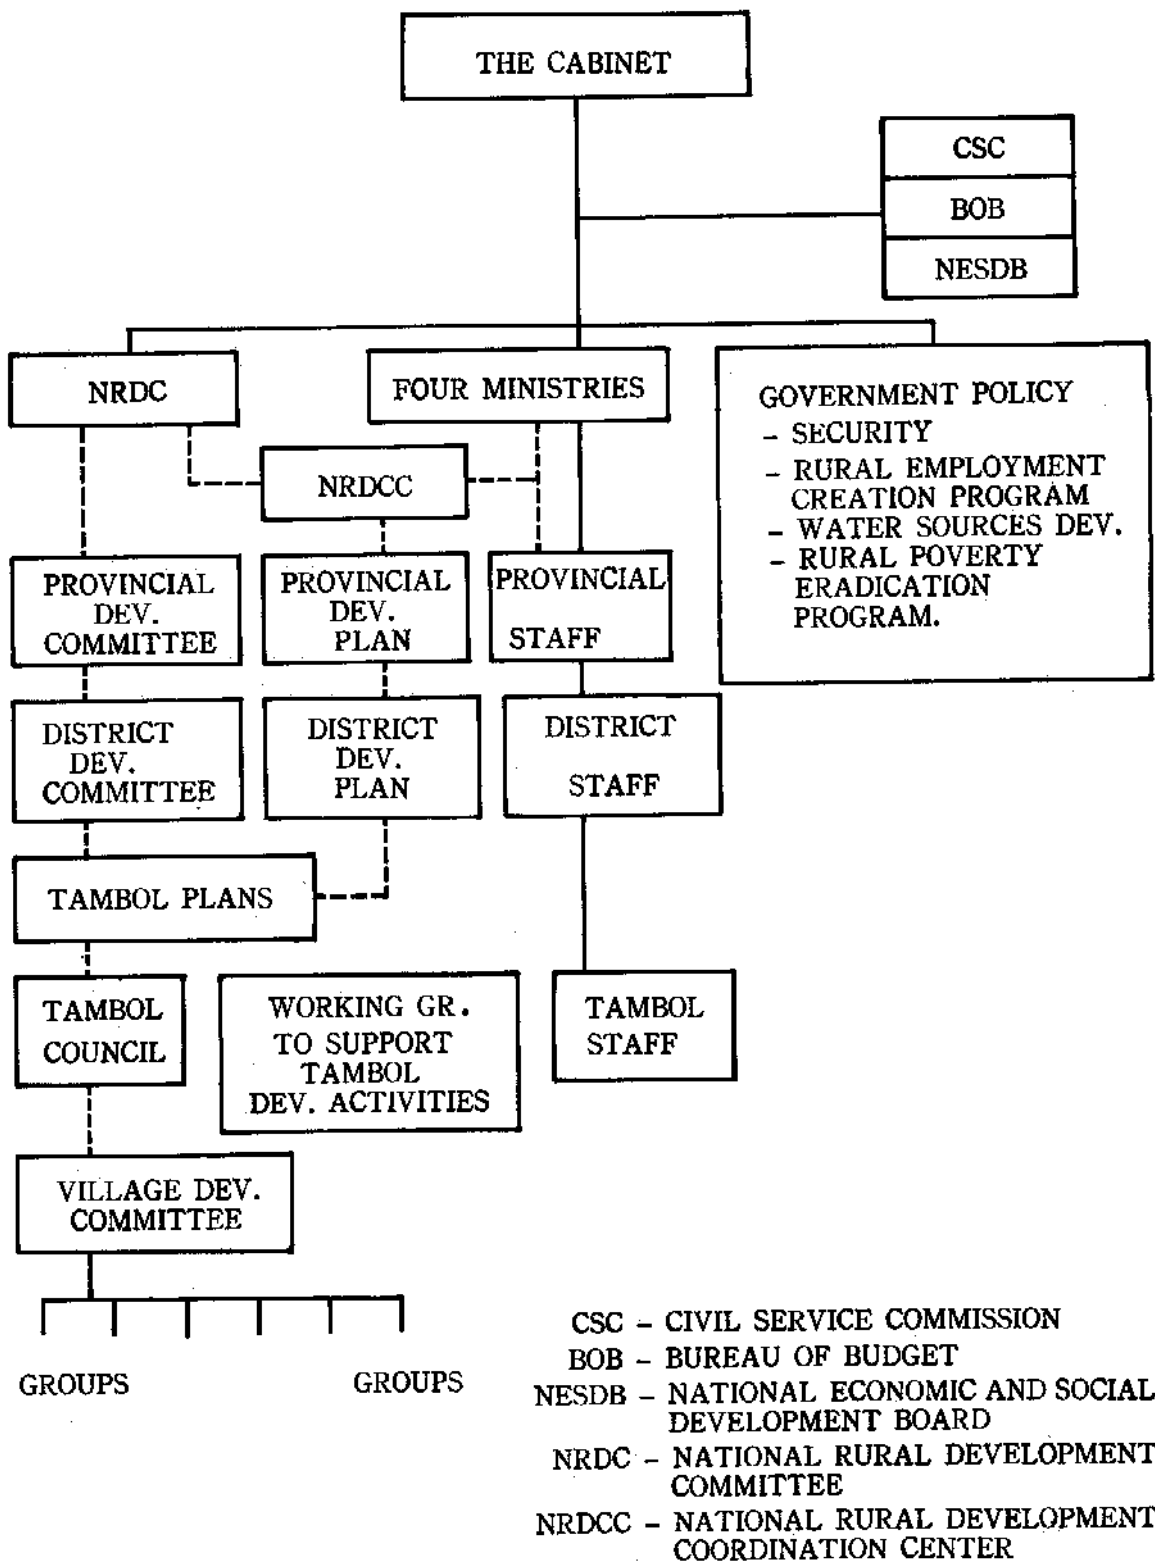 THE CABINET
CSC
BOB
NESDB
NRDC
FOUR MINISTRIES
GOVERNMENT POLICY
- SECURITY
- RURAL EMPLOYMENT
CREATION PROGRAM
- WATER SOURCES DEV.
- RURAL POVERTY
ERADICATION
PROGRAM.
NRDCC
PROVINCIAL
DEV.
COMMITTEE
PROVINCIAL
DEV.
PLAN
PROVINCIAL
STAFF
DISTRICT
DEV.
COMMITTEE
DISTRICT
DEV.
PLAN
DISTRICT
STAFF
TAMBOL PLANS
TAMBOL
COUNCIL
WORKING GR.
TO SUPPORT
TAMBOL
DEV. ACTIVITIES
TAMBOL
STAFF
VILLAGE DEV.
COMMITTEE
GROUPS
GROUPS
CSC - CIVIL SERVICE COMMISSION
BOB - BUREAU OF BUDGET
NESDB - NATIONAL ECONOMIC AND SOCIAL
DEVELOPMENT BOARD
NRDC - NATIONAL RURAL DEVELOPMENT
COMMITTEE
NRDCC - NATIONAL RURAL DEVELOPMENT
COORDINATION CENTER